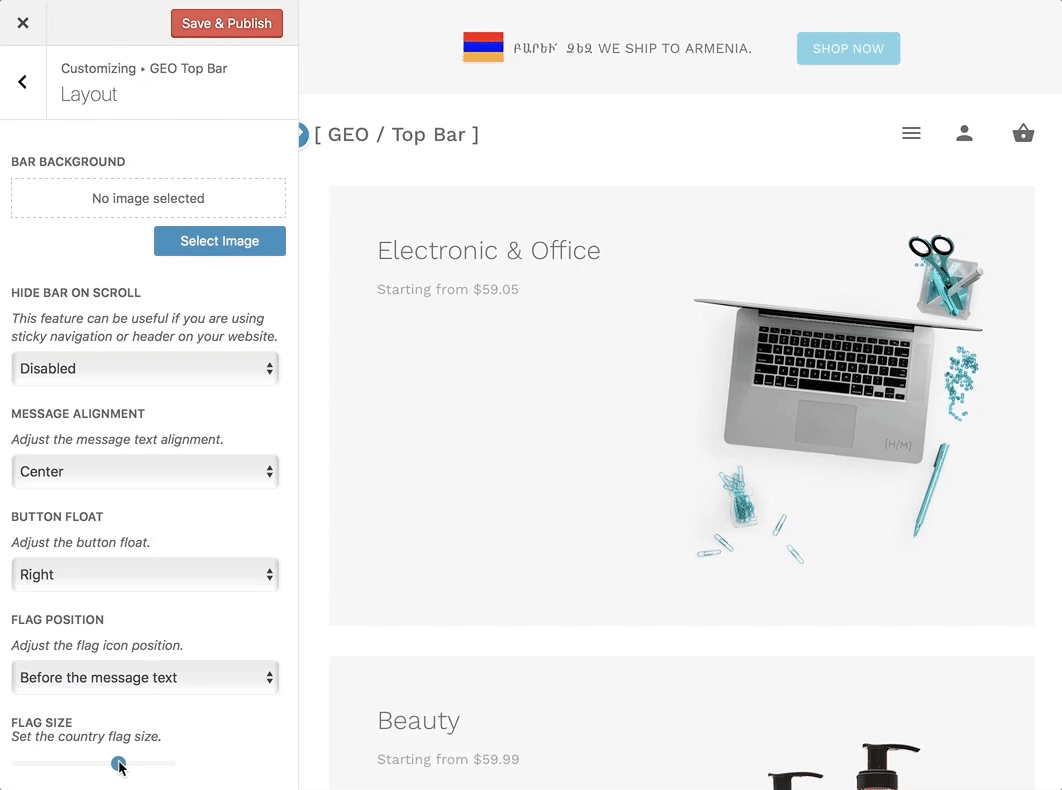 Save & Publish
Customizing ▸ GEO Top Bar
Layout
BAR BACKGROUND
No image selected
Select Image
HIDE BAR ON SCROLL
This feature can be useful if you are using
sticky navigation or header on your website.
Disabled
MESSAGE ALIGNMENT
Adjust the message text alignment.
Center
BUTTON FLOAT
Adjust the button float.
Right
FLAG POSITION
Adjust the flag icon position.
Before the message text
FLAG SIZE
Set the country flag size.
ԲԱՐԵՒ ՁԵԶ WE SHIP TO ARMENIA.
SHOP NOW
[ GEO / Top Bar ]
Electronic & Office
Starting from $59.05
[H/M]
Beauty
Starting from $59.99